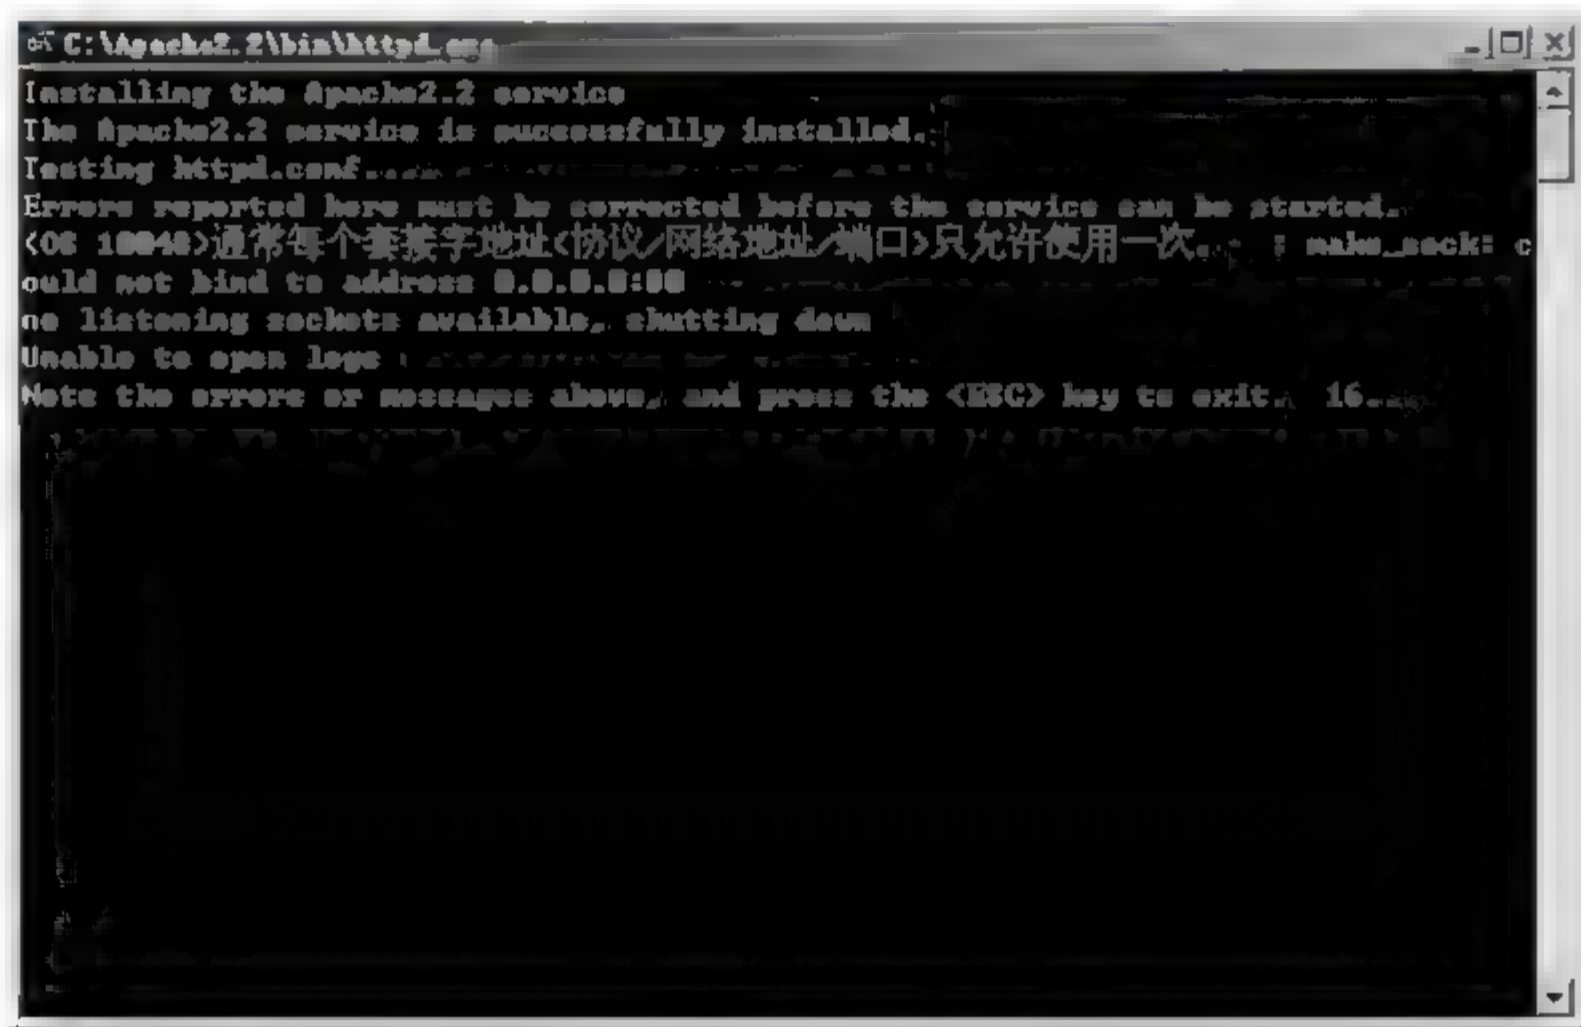 C:\Apache2.2\bin\httpd.exe
Installing the Apache2.2 service
The Apache2.2 service is successfully installed.
Testing httpd.conf....
Errors reported here must be corrected before the service can be started.
<OS 10048>通常每个套接字地址<协议/网络地址/端口>只允许使用一次。  : make_sock: c
ould not bind to address 0.0.0.0:80
no listening sockets available, shutting down
Unable to open logs
Note the errors or messages above, and press the <ESC> key to exit.  16...